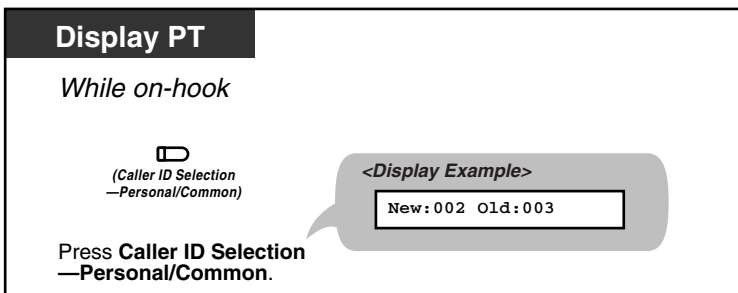 Display PT
While on-hook
(Caller ID Selection
—Personal/Common)
<Display Example>
New:002 Old:003
Press Caller ID Selection
—Personal/Common.